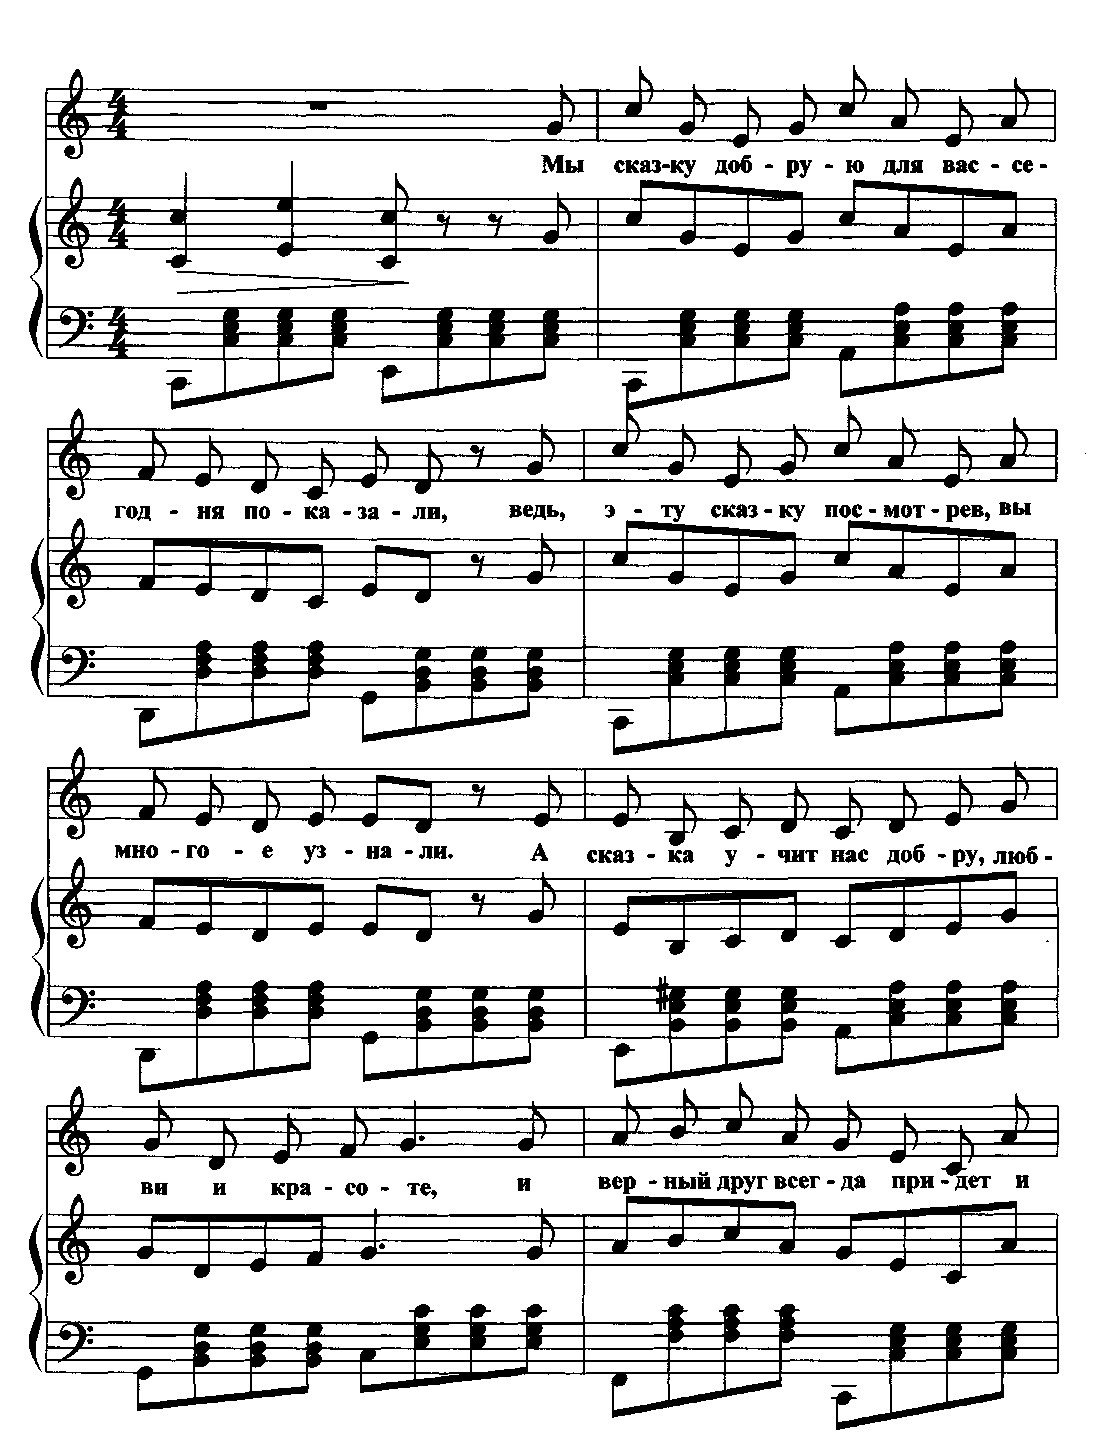 Мы сказ-ку доб - ру - ю для вас - се -
год - ня по - ка - за - ли, ведь, э - ту сказ - ку пос - мот - рев, вы
мно - го - е уз - на - ли. А сказ - ка у - чит нас доб - ру, люб -
ви и кра - со - те, и вер - ный друг всег - да при - дет и